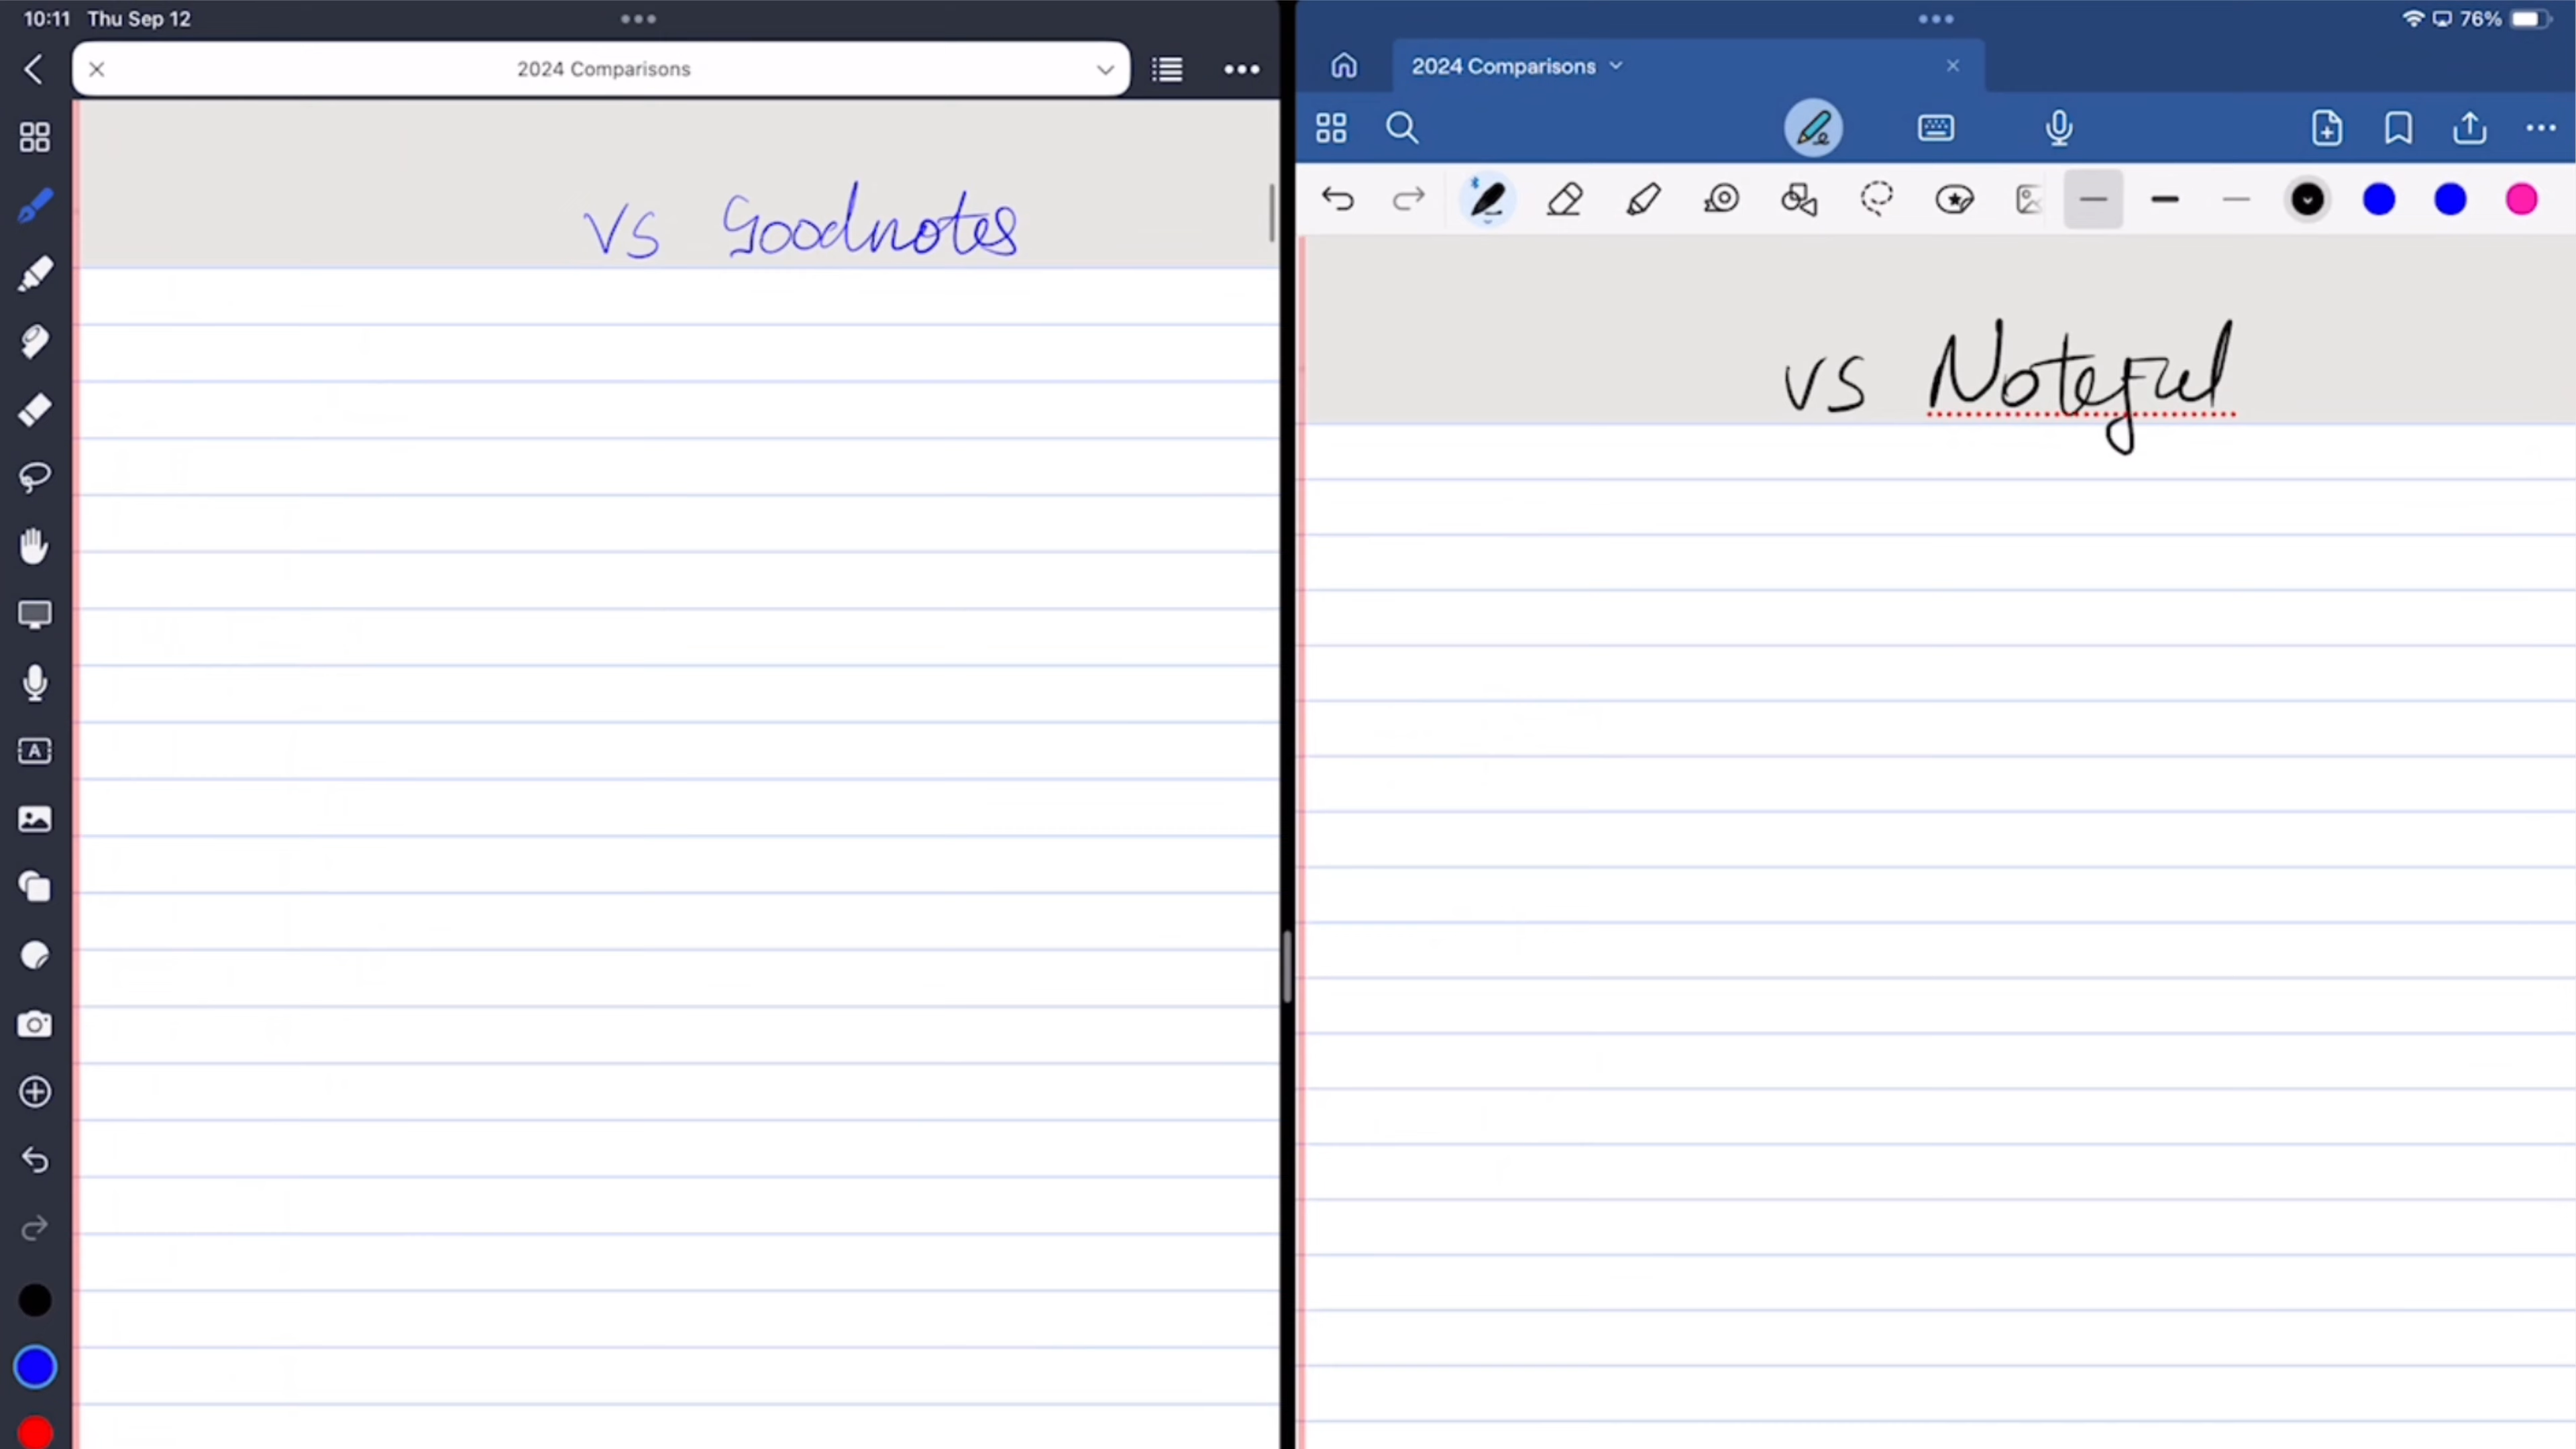 10:11 Thu Sep 12
2024 Comparisons
A
vs Goodnotes
76%
2024 Comparisons
vs Noteful